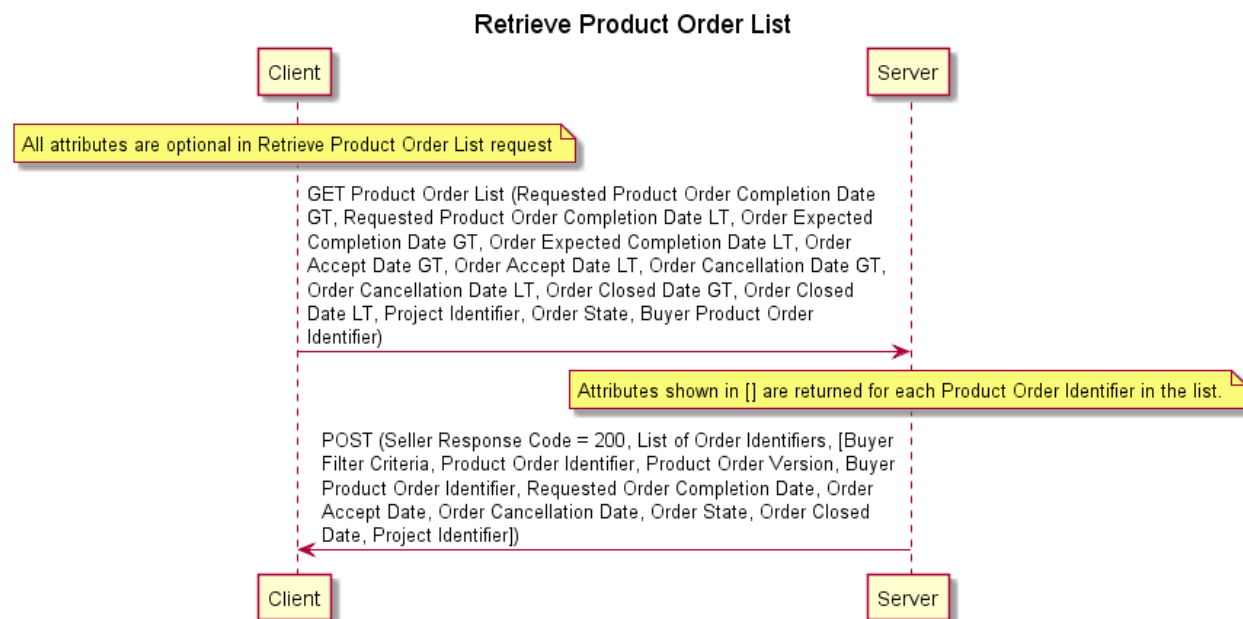 Retrieve Product Order List
Client
Server
All attributes are optional in Retrieve Product Order List request
GET Product Order List (Requested Product Order Completion Date
GT, Requested Product Order Completion Date LT, Order Expected
Completion Date GT, Order Expected Completion Date LT, Order
Accept Date GT, Order Accept Date LT, Order Cancellation Date GT,
Order Cancellation Date LT, Order Closed Date GT, Order Closed
Date LT, Project Identifier, Order State, Buyer Product Order
Identifier)
Attributes shown in [] are returned for each Product Order Identifier in the list.
POST (Seller Response Code = 200, List of Order Identifiers, [Buyer
Filter Criteria, Product Order Identifier, Product Order Version, Buyer
Product Order Identifier, Requested Order Completion Date, Order
Accept Date, Order Cancellation Date, Order State, Order Closed
Date, Project Identifier])
Client
Server